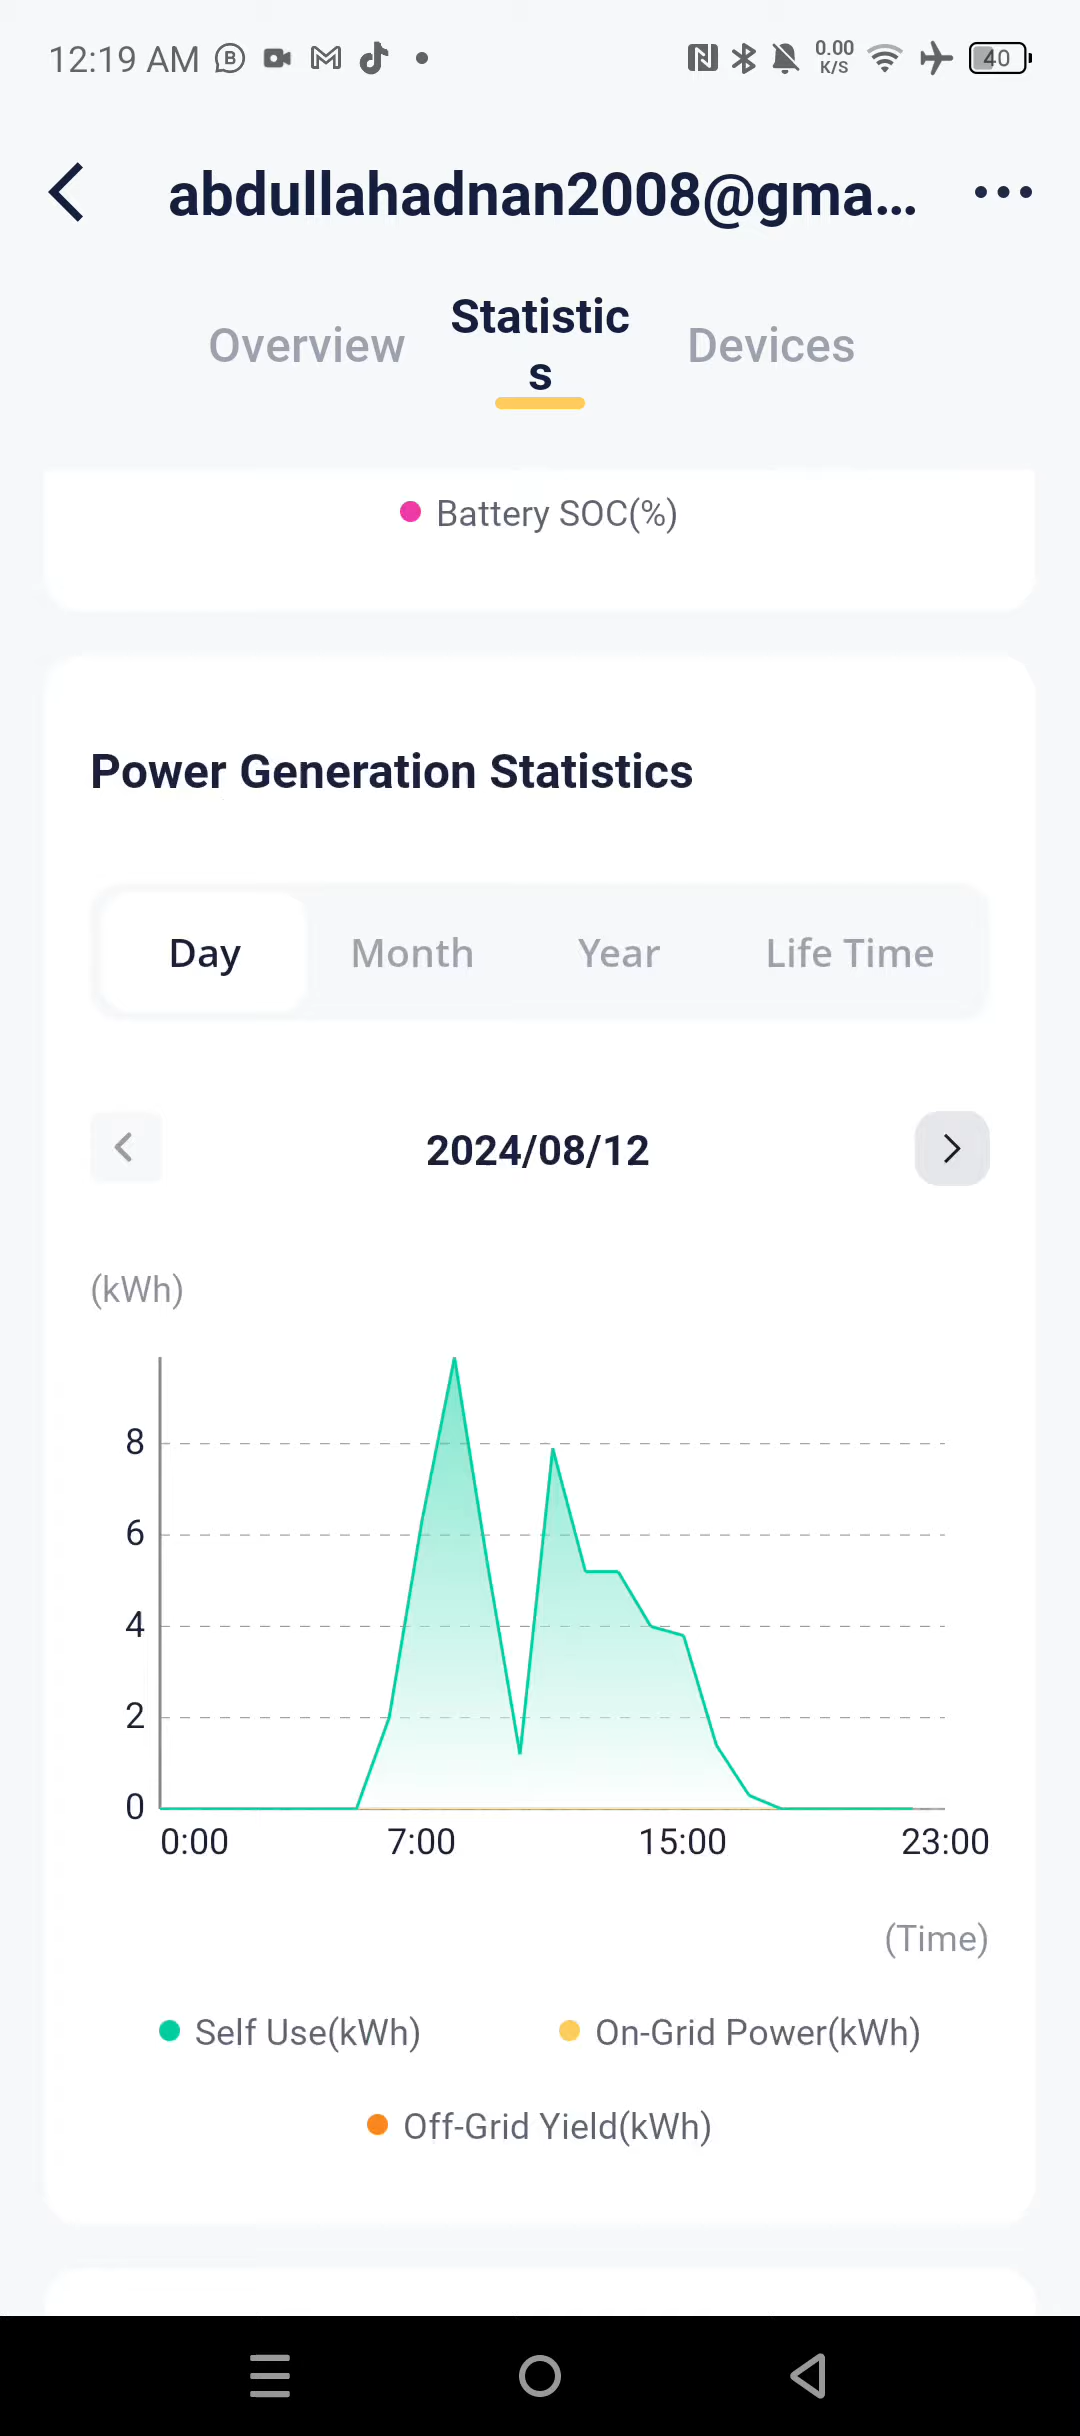 12:19 AM B 0.00 K/S 40
abdullahadnan2008@gma...
Overview Statistic Devices
s
Battery SOC(%)
Power Generation Statistics
Day Month Year Life Time
2024/08/12
(kWh)
8
6
4
2
0
0:00 7:00 15:00 23:00
(Time)
Self Use(kWh) On-Grid Power(kWh)
Off-Grid Yield(kWh)